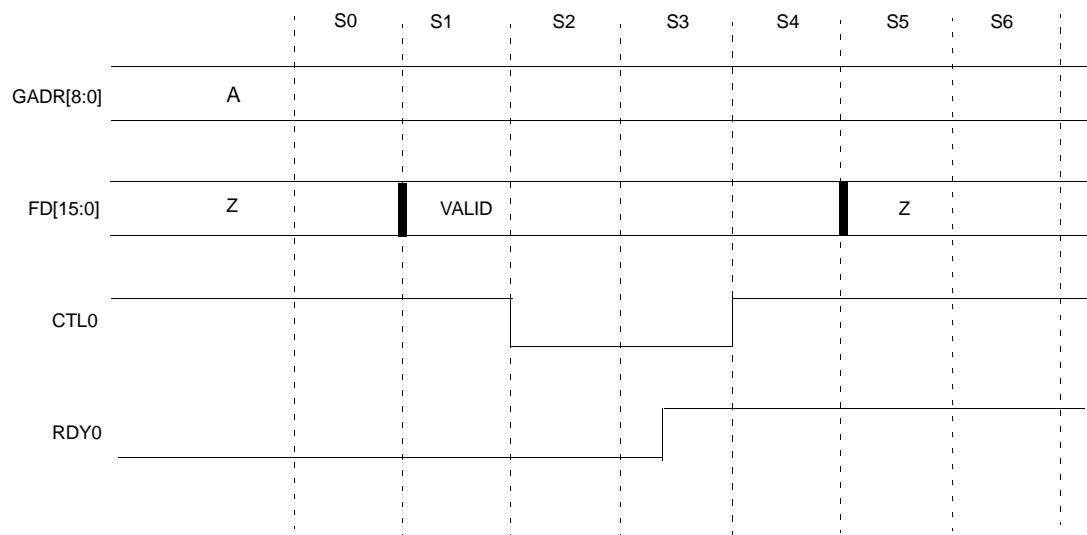 S0 S1 S2 S3 S4 S5 S6
GADR[8:0] A
FD[15:0] Z VALID Z
CTL0
RDY0